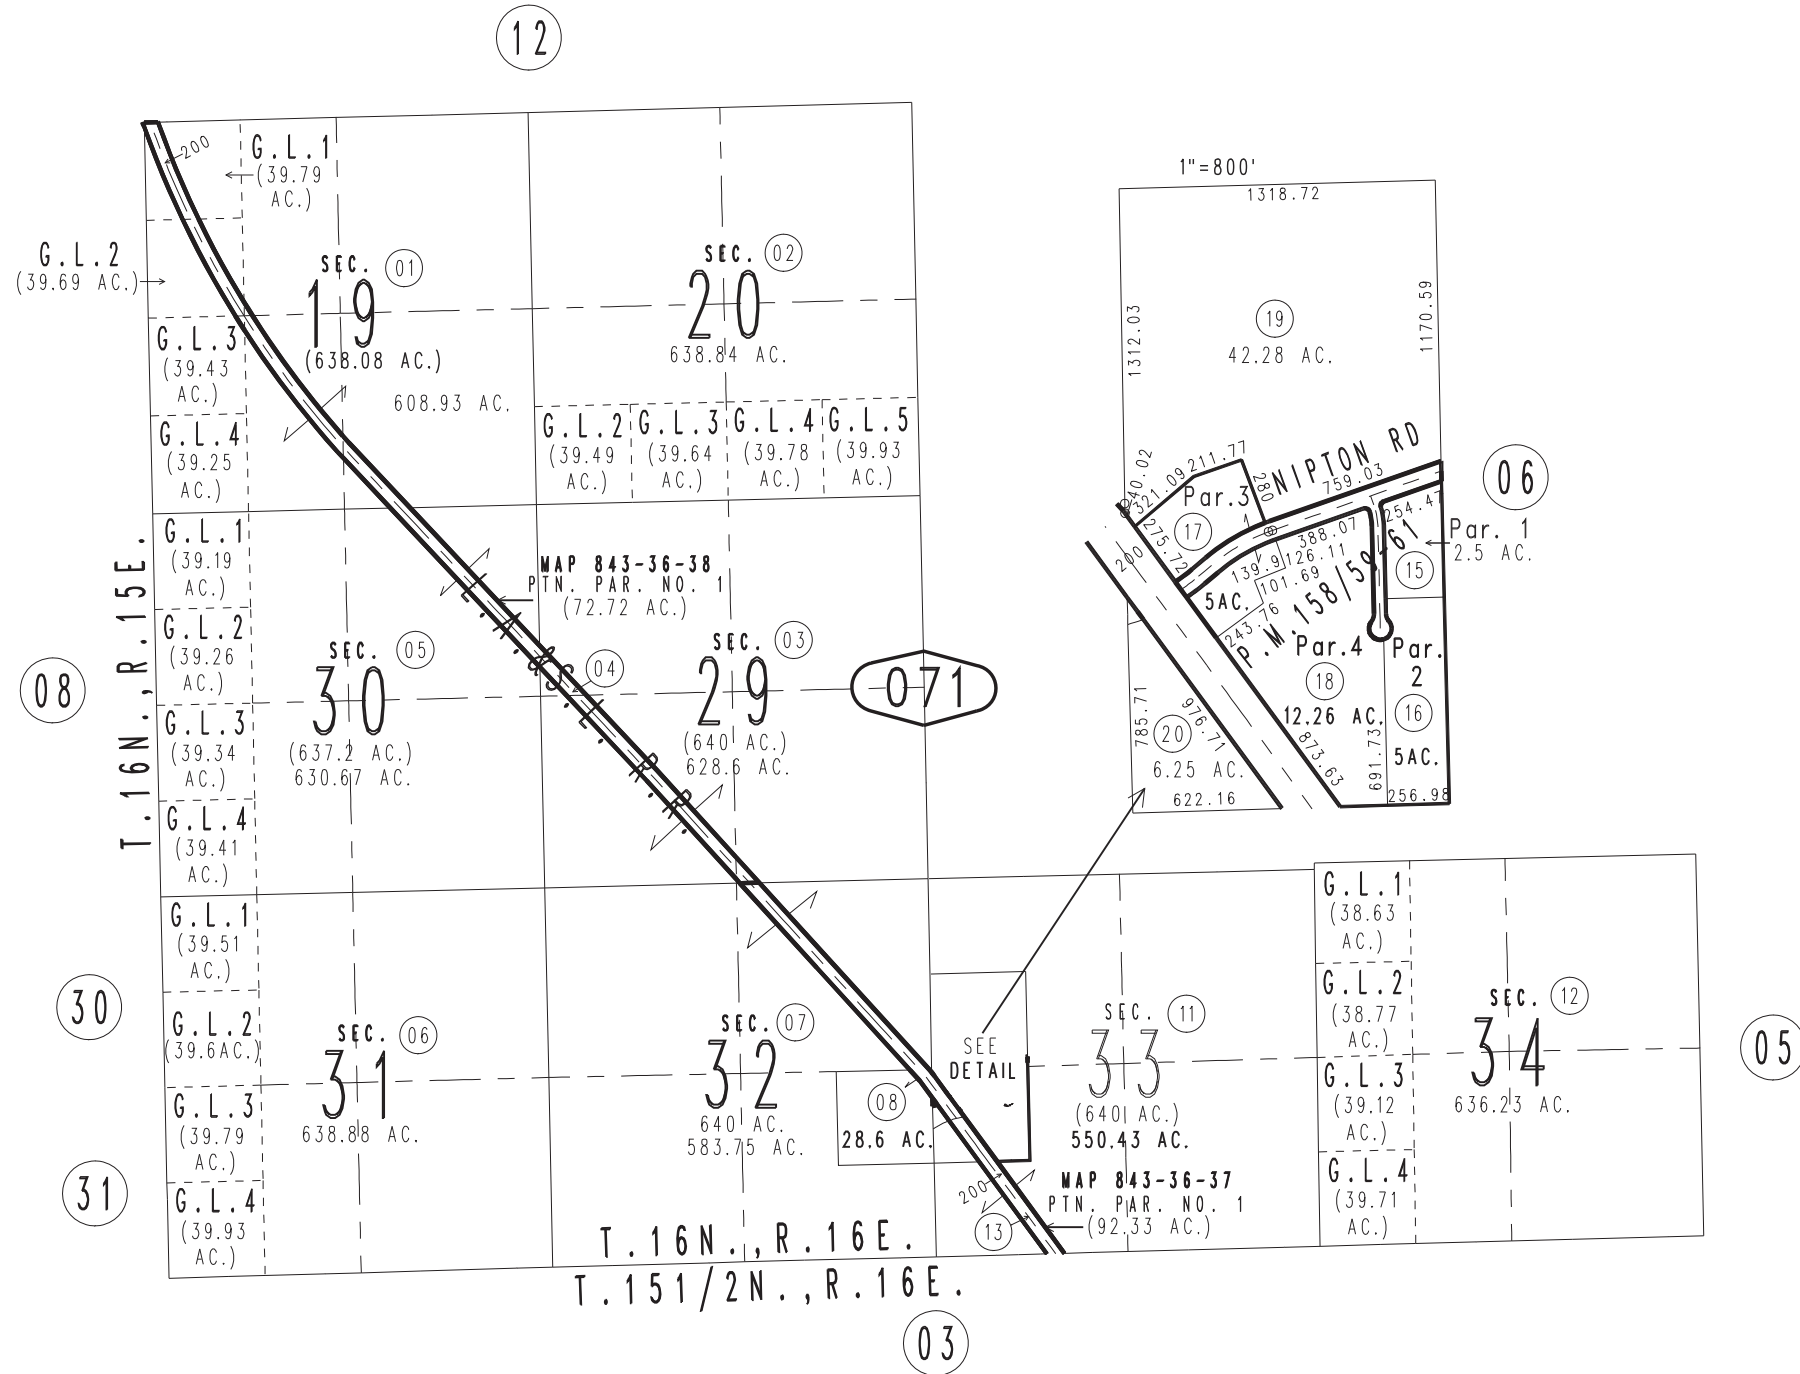 12
200
G.L.1
(39.79
AC.)
G.L.2
(39.69 AC.)
SEC. 01
19
(638.08 AC.)
608.93 AC.
SEC. 02
20
638.84 AC.
G.L.3
(39.43
AC.)
G.L.4
(39.25
AC.)
G.L.2
(39.49
AC.)
G.L.3
(39.64
AC.)
G.L.4
(39.78
AC.)
G.L.5
(39.93
AC.)
1"=800'
1318.72
1312.03
1170.59
19
42.28 AC.
NIPTON RD
759.03
06
321.09
211.77
280
Par.3
17
275.72
200
388.07
254.47
Par. 1
2.5 AC.
15
126.11
101.69
5AC.
243.76
P.M.158/59-61
Par.4
18
12.26 AC.
Par.
2
16
5AC.
691.73
256.98
873.63
976.71
785.71
20
6.25 AC.
622.16
T.16N.,R.15E.
G.L.1
(39.19
AC.)
G.L.2
(39.26
AC.)
G.L.3
(39.34
AC.)
G.L.4
(39.41
AC.)
08
SEC. 05
30
(637.2 AC.)
630.67 AC.
MAP 843-36-38
PTN. PAR. NO. 1
(72.72 AC.)
04
L.A. & S.L. R.R.
SEC. 03
29
(640 AC.)
628.6 AC.
071
G.L.1
(39.51
AC.)
G.L.2
(39.6AC.)
G.L.3
(39.79
AC.)
G.L.4
(39.93
AC.)
30
31
SEC. 06
31
638.88 AC.
SEC. 07
32
640 AC.
583.75 AC.
08
28.6 AC.
SEE
DETAIL
SEC. 11
33
(640 AC.)
550.43 AC.
MAP 843-36-37
PTN. PAR. NO. 1
(92.33 AC.)
200
13
G.L.1
(38.63
AC.)
G.L.2
(38.77
AC.)
G.L.3
(39.12
AC.)
G.L.4
(39.71
AC.)
SEC. 12
34
636.23 AC.
05
T.16N.,R.16E.
T.151/2N.,R.16E.
03